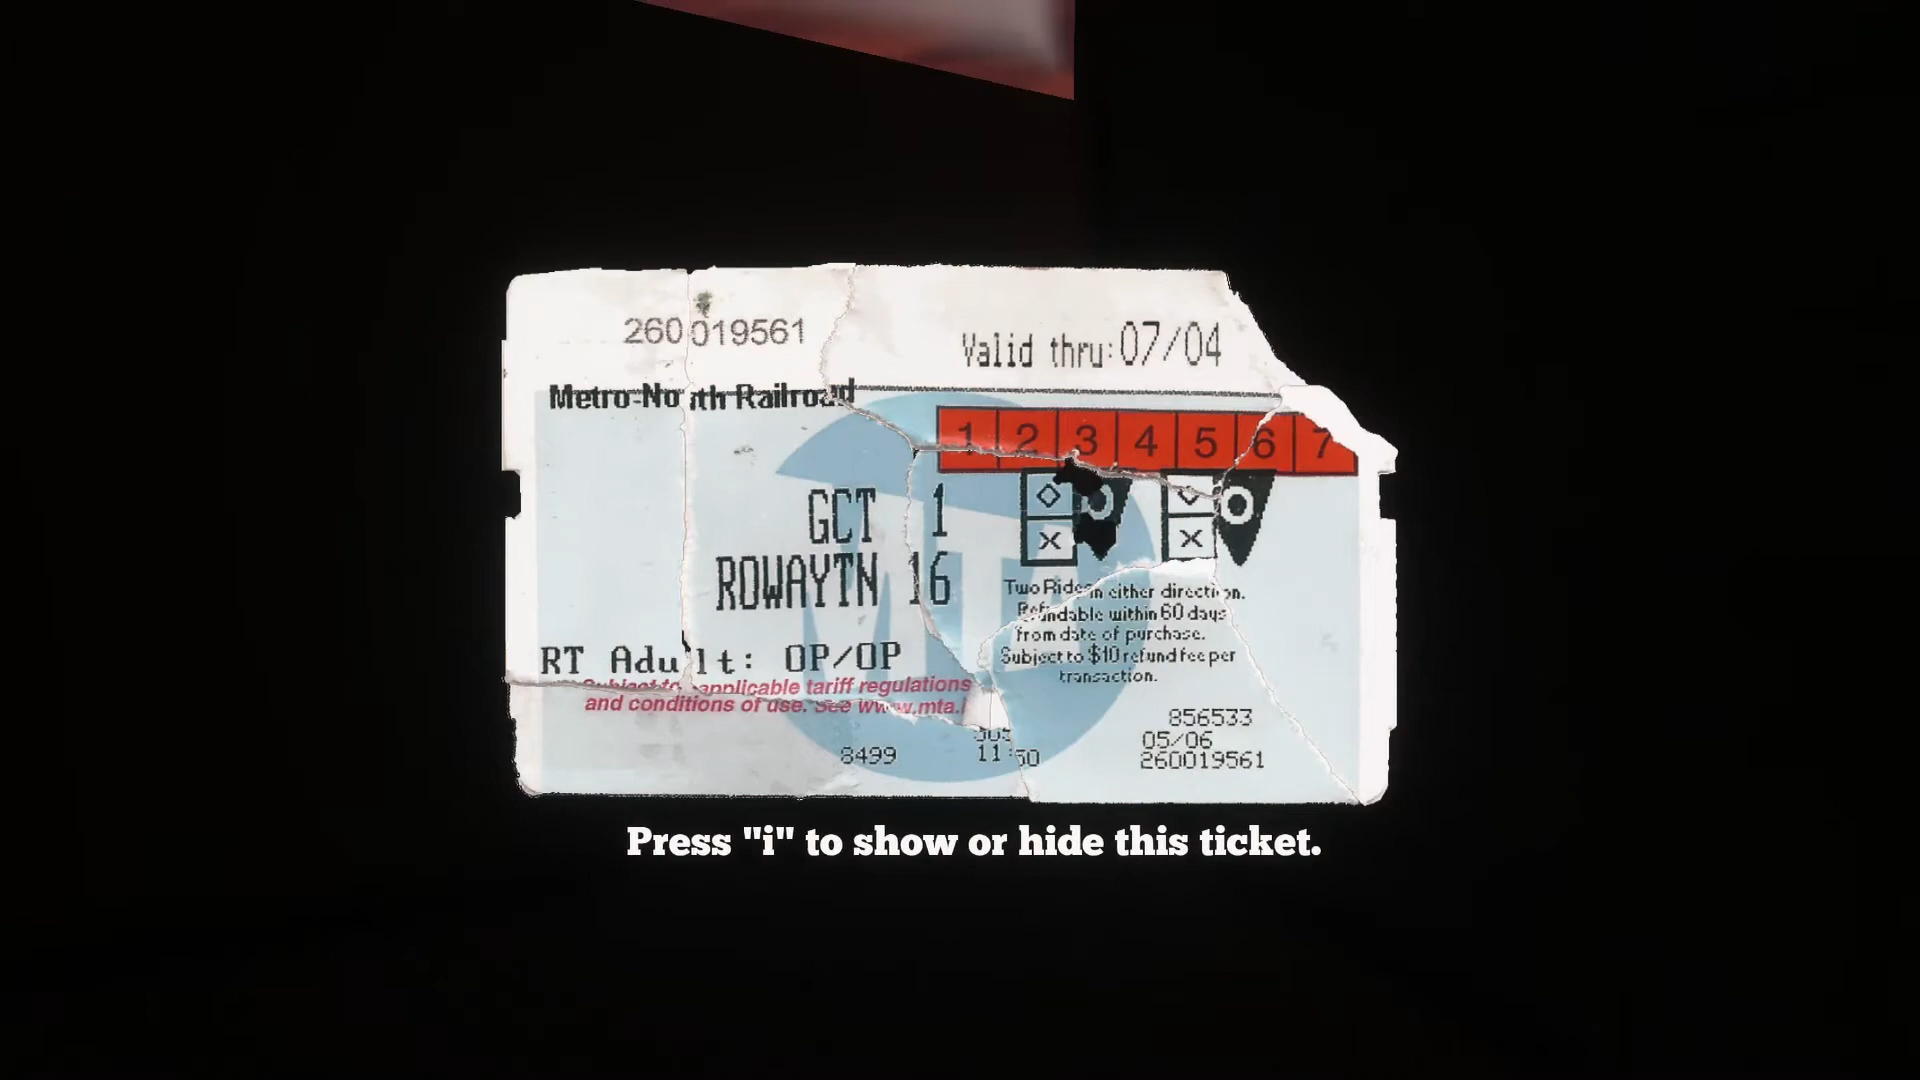 260019561
Valid thru: 07/04
Metro-North Railroad
1 2 3 4 5 6 7
GCT 1
ROWAYTN 16
MTA
Two Rides in either direction.
Refundable within 60 days
from date of purchase.
Subject to $10 refund fee per
transaction.
RT Adult: OP/OP
Subject to applicable tariff regulations
and conditions of use. See www.mta.i
856533
05/06
8499 11:50
260019561
Press "i" to show or hide this ticket.